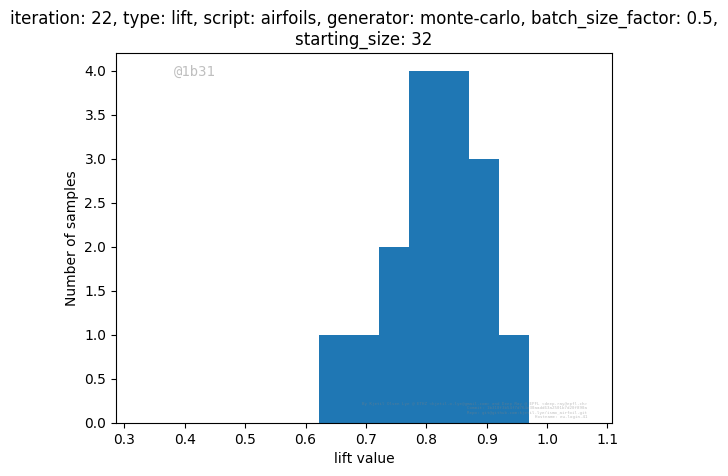 iteration: 22, type: lift, script: airfoils, generator: monte-carlo, batch_size_factor: 0.5,
starting_size: 32
@1b31
4.0
3.5
3.0
2.5
2.0
1.5
1.0
0.5
0.0
Number of samples
0.3 0.4 0.5 0.6 0.7 0.8 0.9 1.0 1.1
lift value